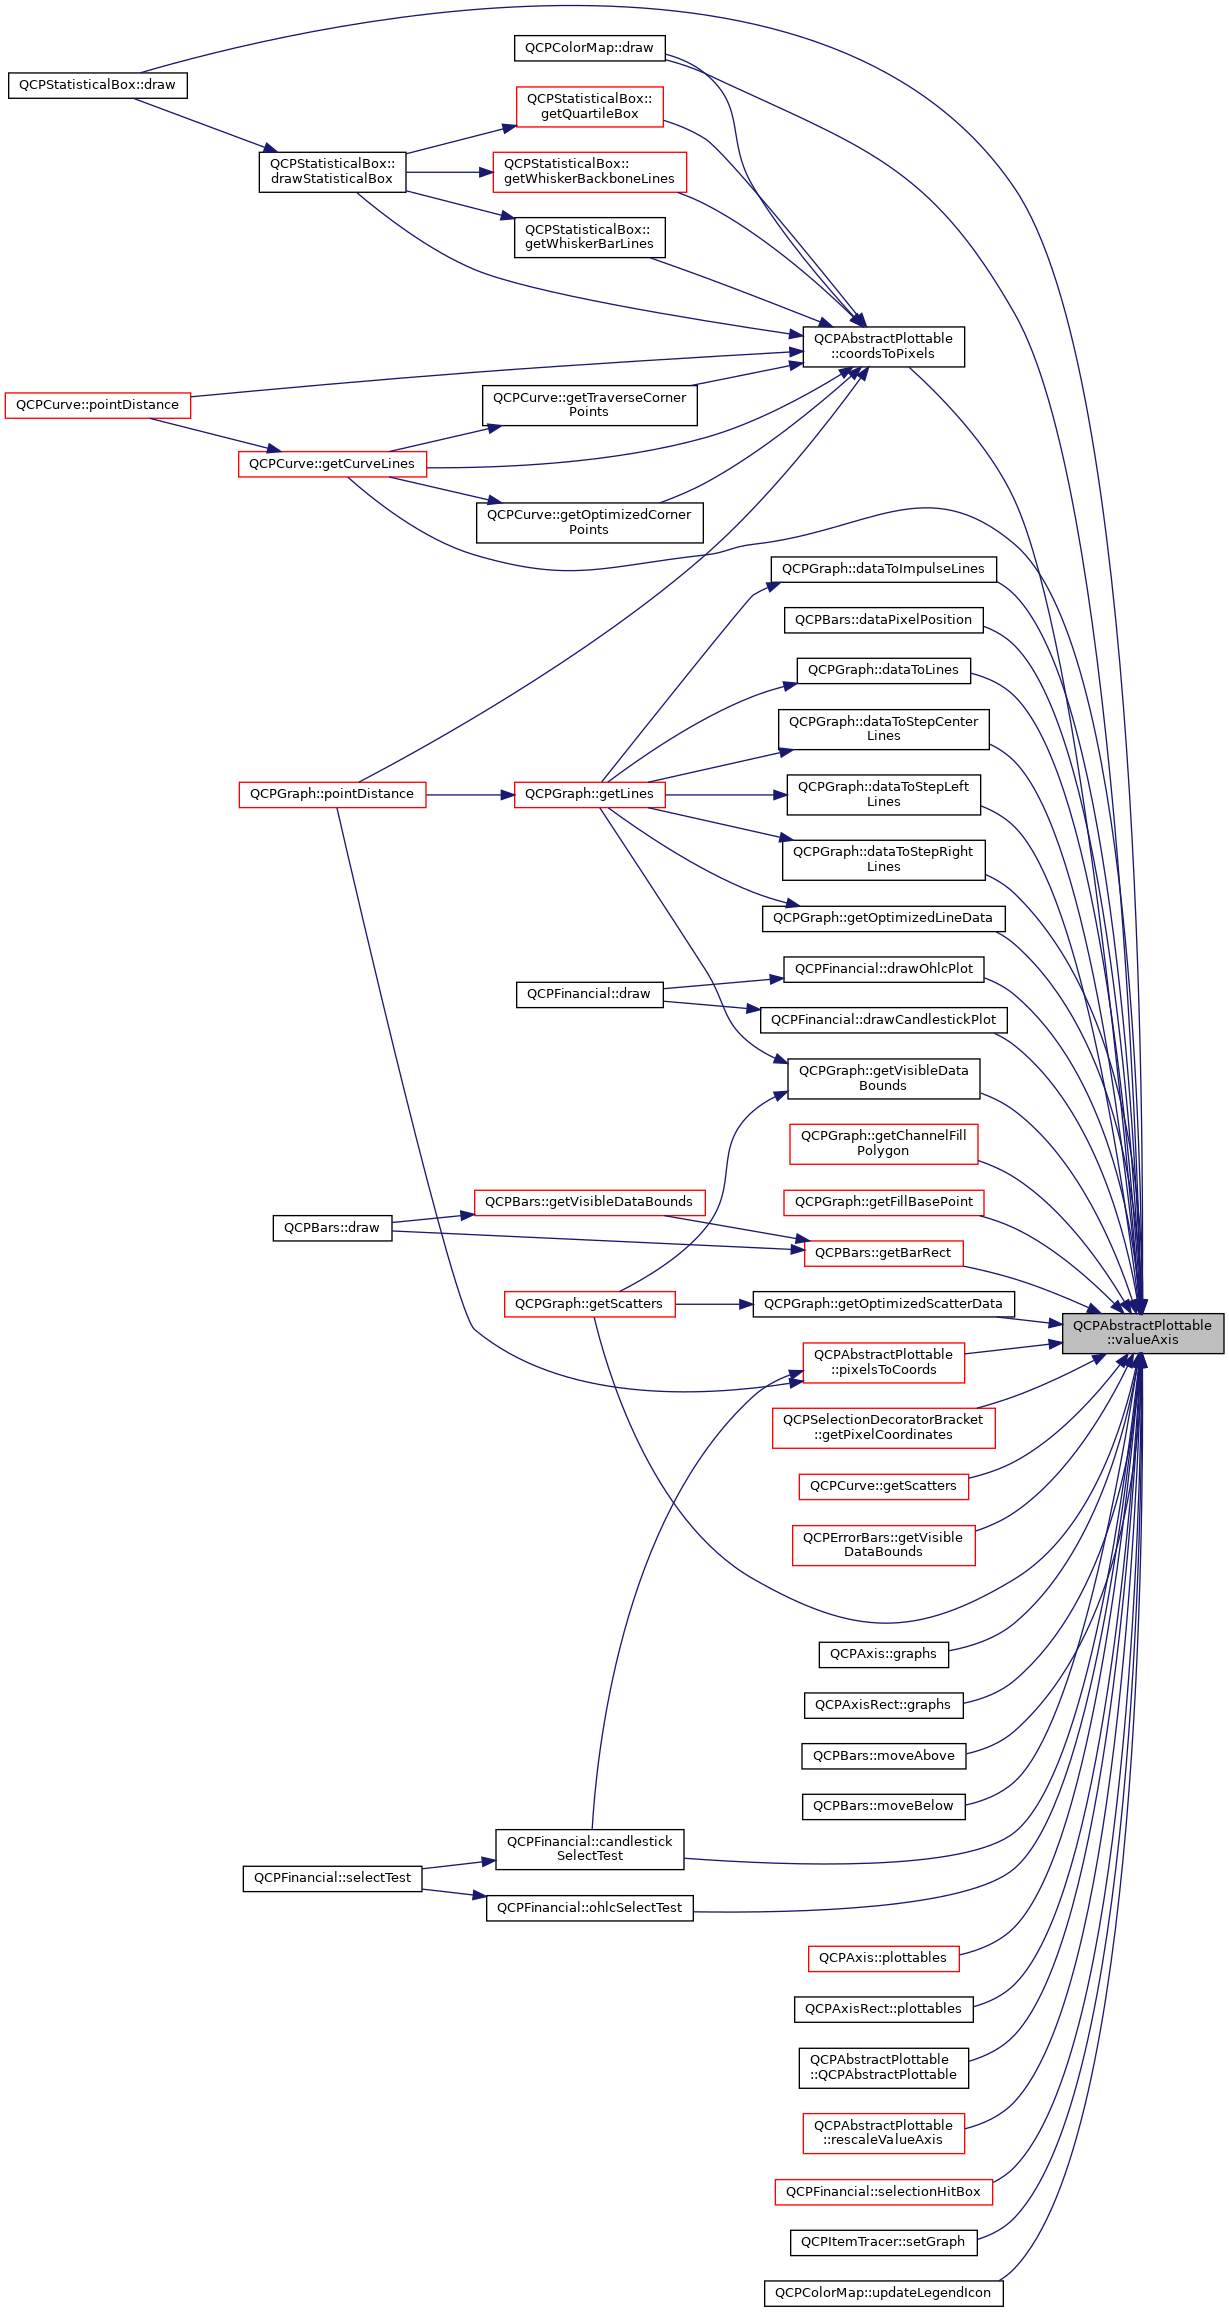 QCPColorMap::draw
QCPStatisticalBox::draw
QCPStatisticalBox::
getQuartileBox
QCPStatisticalBox::
drawStatisticalBox
QCPStatisticalBox::
getWhiskerBackboneLines
QCPStatisticalBox::
getWhiskerBarLines
QCPAbstractPlottable
::coordsToPixels
QCPCurve::pointDistance
QCPCurve::getTraverseCorner
Points
QCPCurve::getCurveLines
QCPCurve::getOptimizedCorner
Points
QCPGraph::dataToImpulseLines
QCPBars::dataPixelPosition
QCPGraph::dataToLines
QCPGraph::dataToStepCenter
Lines
QCPGraph::pointDistance
QCPGraph::getLines
QCPGraph::dataToStepLeft
Lines
QCPGraph::dataToStepRight
Lines
QCPGraph::getOptimizedLineData
QCPFinancial::drawOhlcPlot
QCPFinancial::draw
QCPFinancial::drawCandlestickPlot
QCPGraph::getVisibleData
Bounds
QCPGraph::getChannelFill
Polygon
QCPBars::getVisibleDataBounds
QCPGraph::getFillBasePoint
QCPBars::draw
QCPBars::getBarRect
QCPGraph::getScatters
QCPGraph::getOptimizedScatterData
QCPAbstractPlottable
::valueAxis
QCPAbstractPlottable
::pixelsToCoords
QCPSelectionDecoratorBracket
::getPixelCoordinates
QCPCurve::getScatters
QCPErrorBars::getVisible
DataBounds
QCPAxis::graphs
QCPAxisRect::graphs
QCPBars::moveAbove
QCPBars::moveBelow
QCPFinancial::candlestick
SelectTest
QCPFinancial::selectTest
QCPFinancial::ohlcSelectTest
QCPAxis::plottables
QCPAxisRect::plottables
QCPAbstractPlottable
::QCPAbstractPlottable
QCPAbstractPlottable
::rescaleValueAxis
QCPFinancial::selectionHitBox
QCPItemTracer::setGraph
QCPColorMap::updateLegendIcon